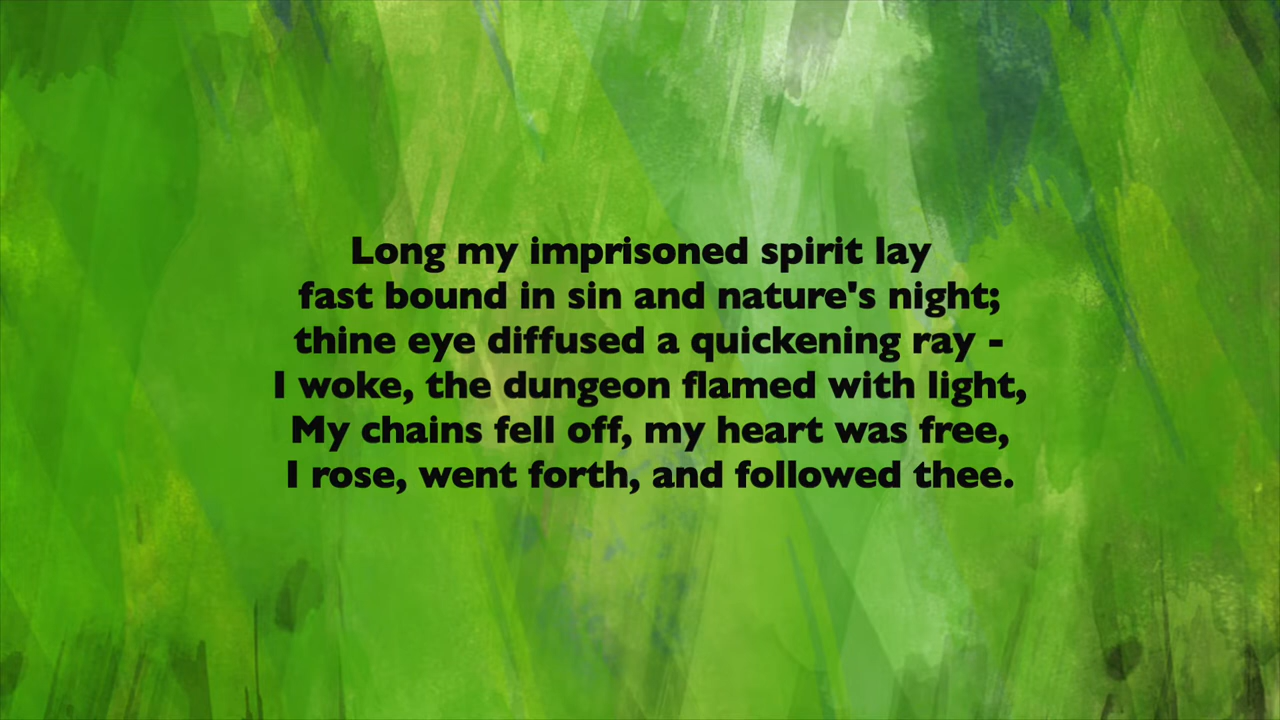 Long my imprisoned spirit lay
fast bound in sin and nature's night;
thine eye diffused a quickening ray -
I woke, the dungeon flamed with light,
My chains fell off, my heart was free,
I rose, went forth, and followed thee.